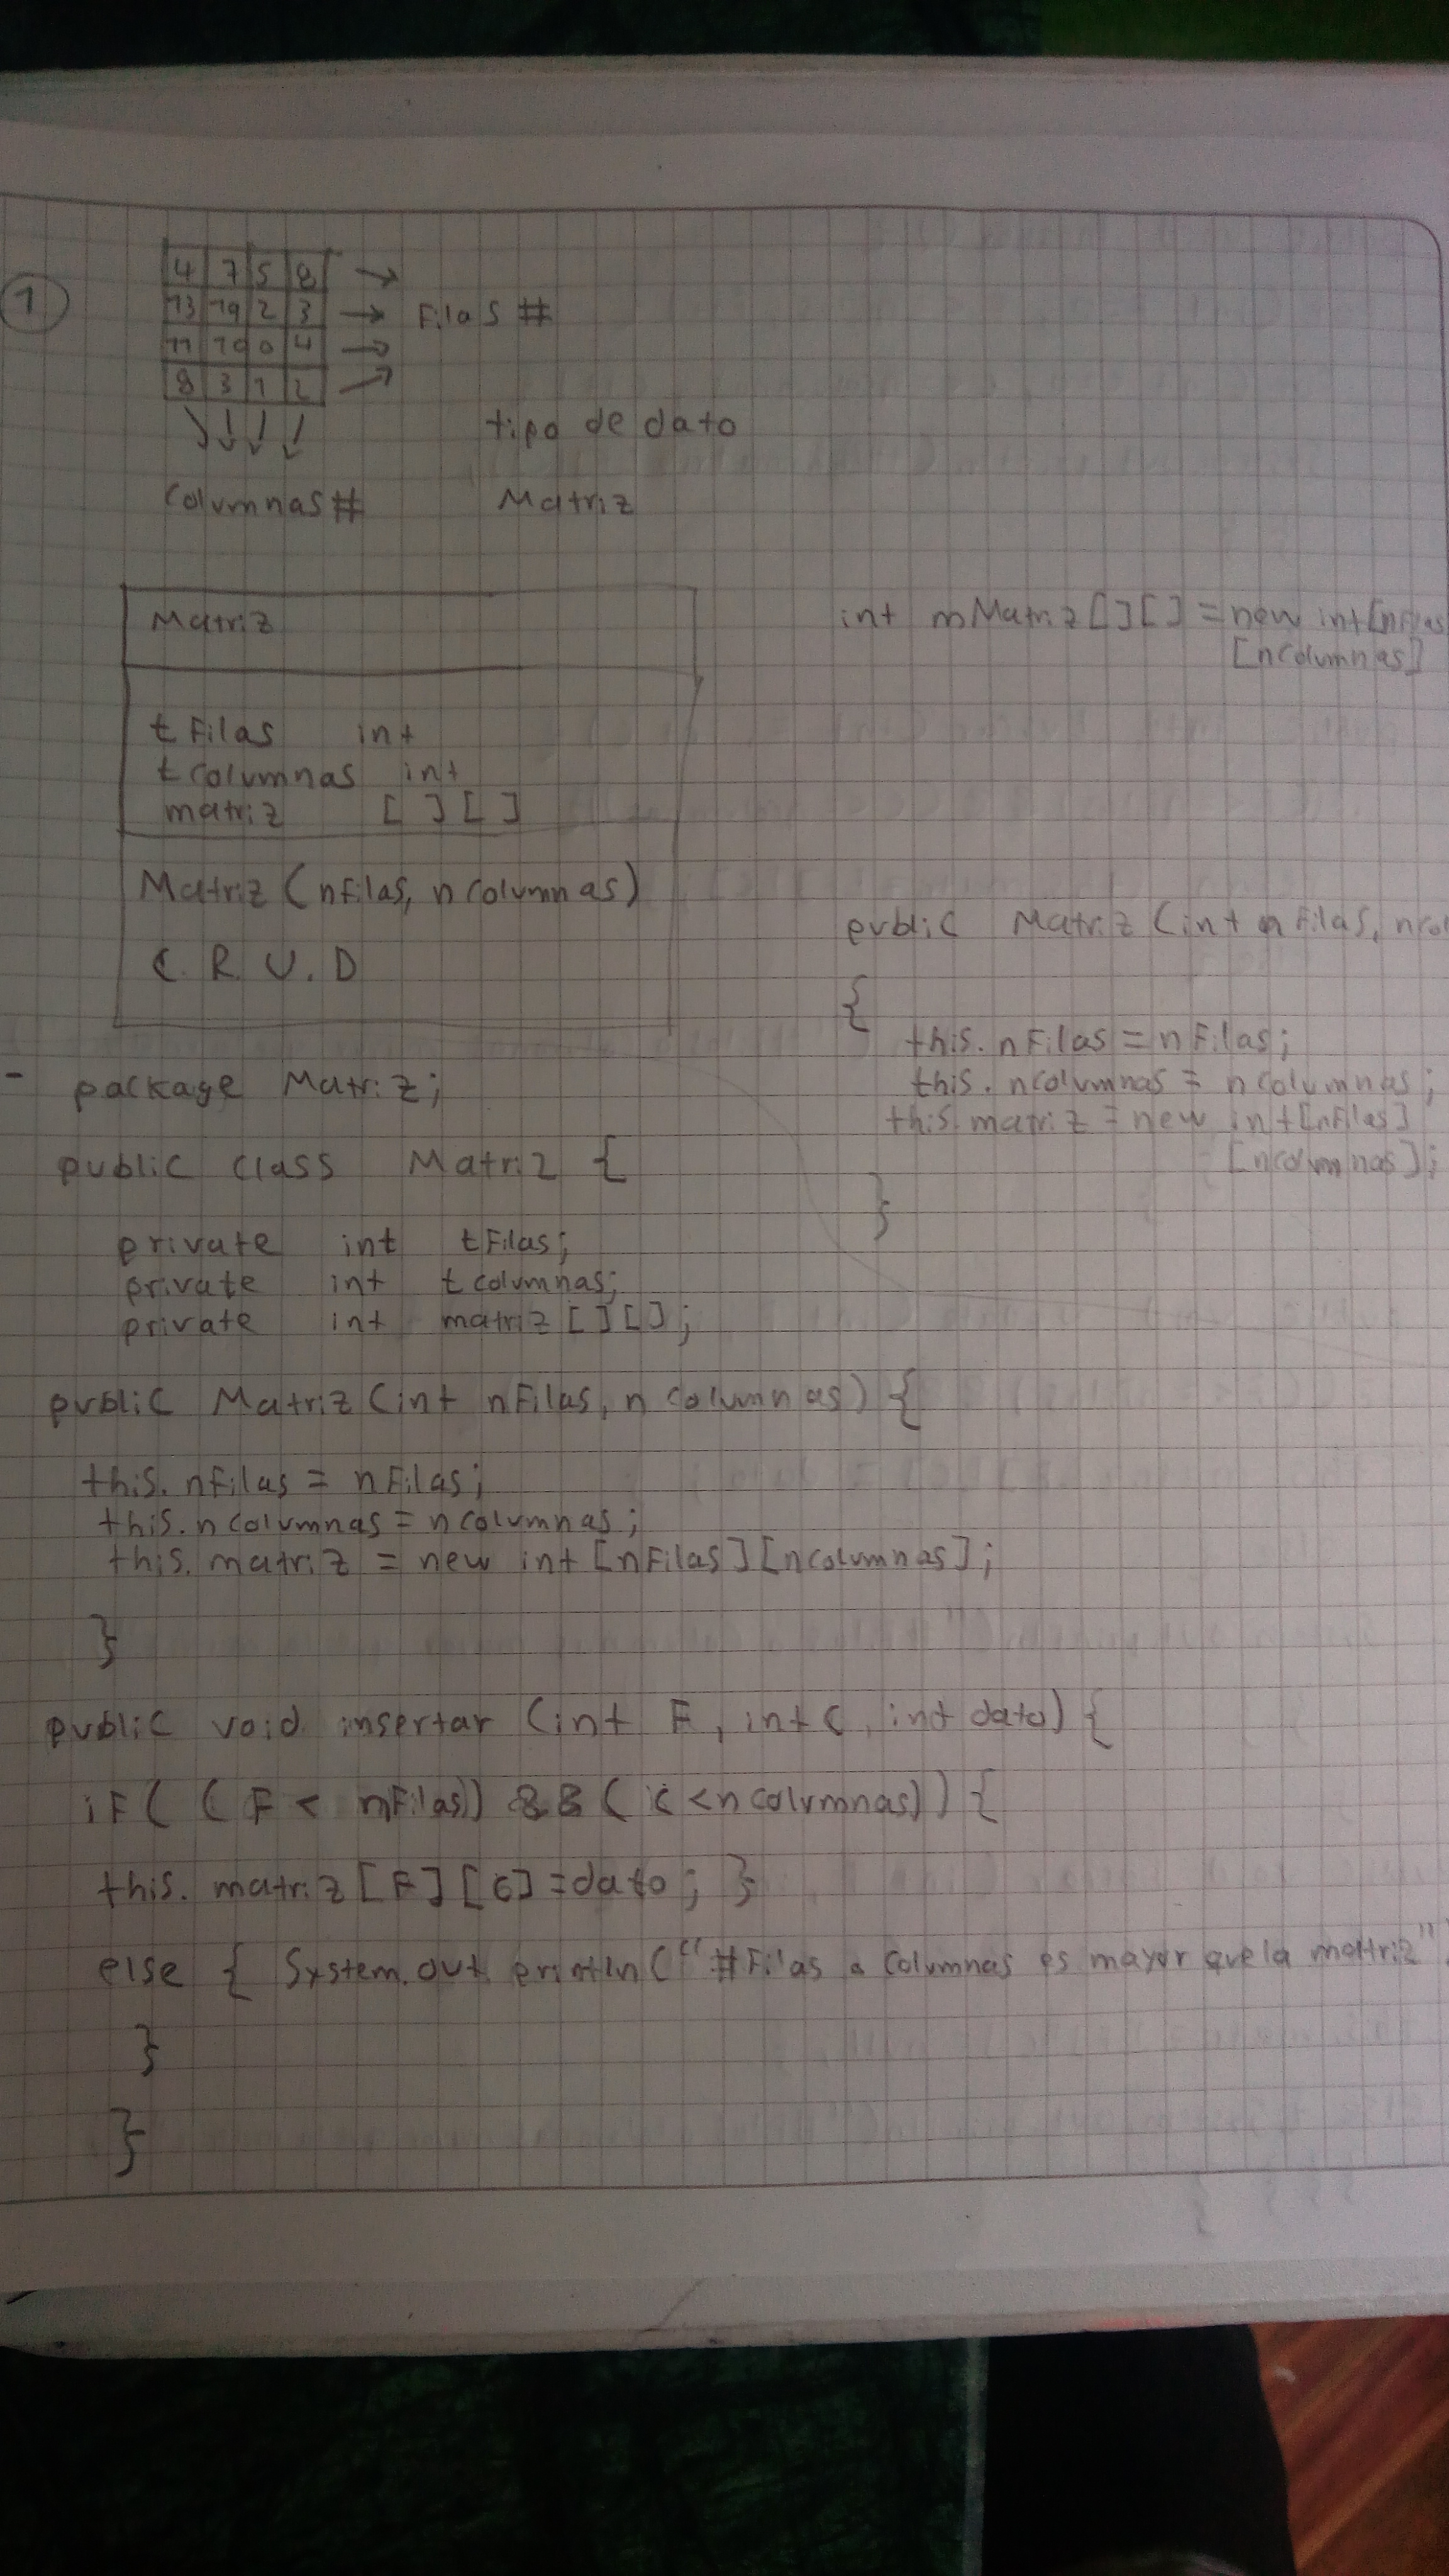 1
4 7 5 8
13 19 2 3
Filas #
11 10 0 4
8 3 1 2
tipo de dato
Columnas #
Matriz
Matriz
int mMatriz[][] = new int[nFilas
[nColumnas]
tFilas int
tColumnas int
matriz [ ][ ]
Matriz (nFilas, nColumnas)
C. R. U. D
public Matriz (int nFilas, ncol
{
this.nFilas = nFilas;
this.nColumnas = nColumnas;
this.matriz = new int[nFilas]
[nColumnas];
}
- package Matriz;
public class Matriz {
private int tFilas;
private int tcolumnas;
private int matriz [][];
public Matriz (int nFilas, n columnas) {
this.nFilas = nFilas;
this.nColumnas = nColumnas;
this.matriz = new int [nFilas][nColumnas];
}
public void insertar (int F, int C, int dato) {
if( ( F < nFilas)) && ( C < nColumnas)) {
this.matriz[F][C]=dato; }
else { System.out.println("#Filas o Columnas es mayor que la mattriz"
}
}